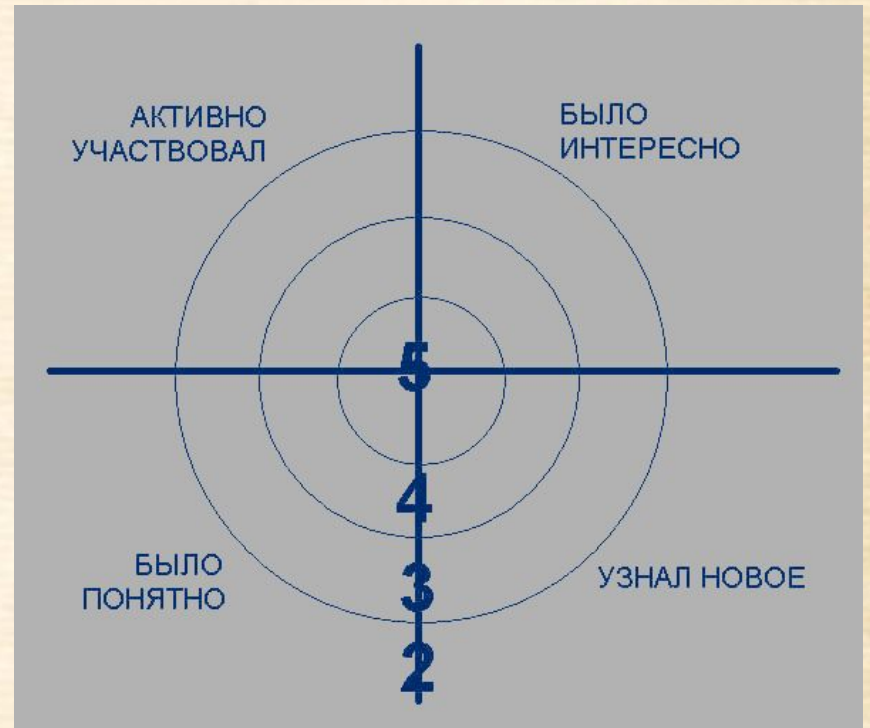 АКТИВНО
УЧАСТВОВАЛ
БЫЛО
ИНТЕРЕСНО
5
4
3
2
БЫЛО
ПОНЯТНО
УЗНАЛ НОВОЕ